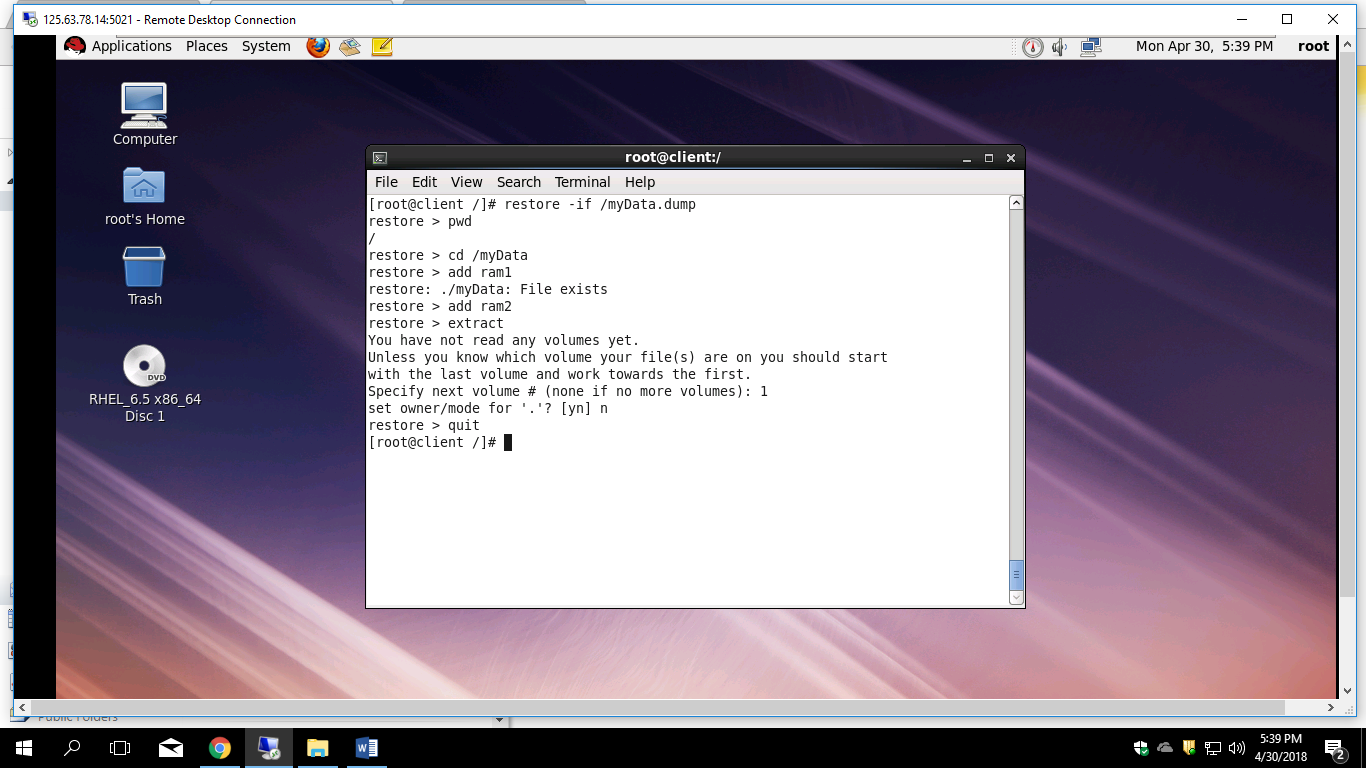 125.63.78.14:5021 - Remote Desktop Connection
Applications Places System Mon Apr 30, 5:39 PM root
Computer
root's Home
Trash
DVD
RHEL_6.5 x86_64
Disc 1
root@client:/
File Edit View Search Terminal Help
[root@client /]# restore -if /myData.dump
restore > pwd
/
restore > cd /myData
restore > add ram1
restore: ./myData: File exists
restore > add ram2
restore > extract
You have not read any volumes yet.
Unless you know which volume your file(s) are on you should start
with the last volume and work towards the first.
Specify next volume # (none if no more volumes): 1
set owner/mode for '.'? [yn] n
restore > quit
[root@client /]#
Public Folders
5:39 PM
4/30/2018
2